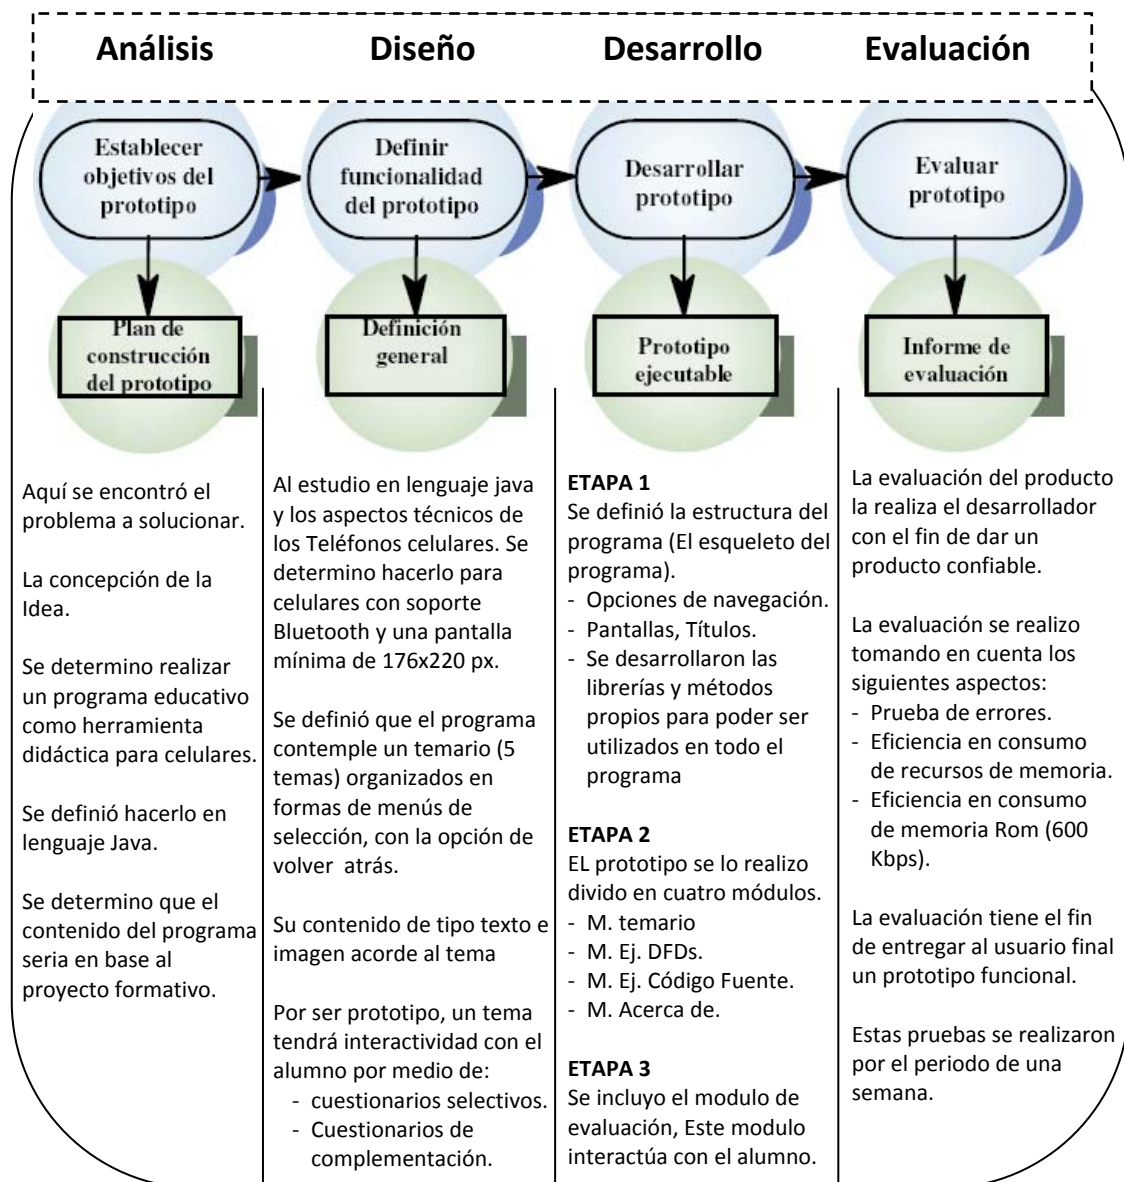 Análisis
Diseño
Desarrollo
Evaluación
Establecer
objetivos del
prototipo
Definir
funcionalidad
del prototipo
Desarrollar
prototipo
Evaluar
prototipo
Plan de
construcción
del prototipo
Definición
general
Prototipo
ejecutable
Informe de
evaluación
Aquí se encontró el
problema a solucionar.
La concepción de la
Idea.
Se determino realizar
un programa educativo
como herramienta
didáctica para celulares.
Se definió hacerlo en
lenguaje Java.
Se determino que el
contenido del programa
seria en base al
proyecto formativo.
Al estudio en lenguaje java
y los aspectos técnicos de
los Teléfonos celulares. Se
determino hacerlo para
celulares con soporte
Bluetooth y una pantalla
mínima de 176x220 px.
Se definió que el programa
contemple un temario (5
temas) organizados en
formas de menús de
selección, con la opción de
volver atrás.
Su contenido de tipo texto e
imagen acorde al tema
Por ser prototipo, un tema
tendrá interactividad con el
alumno por medio de:
- cuestionarios selectivos.
- Cuestionarios de
complementación.
ETAPA 1
Se definió la estructura del
programa (El esqueleto del
programa).
- Opciones de navegación.
- Pantallas, Títulos.
- Se desarrollaron las
librerías y métodos
propios para poder ser
utilizados en todo el
programa
ETAPA 2
EL prototipo se lo realizo
divido en cuatro módulos.
- M. temario
- M. Ej. DFDs.
- M. Ej. Código Fuente.
- M. Acerca de.
ETAPA 3
Se incluyo el modulo de
evaluación, Este modulo
interactúa con el alumno.
La evaluación del producto
la realiza el desarrollador
con el fin de dar un
producto confiable.
La evaluación se realizo
tomando en cuenta los
siguientes aspectos:
- Prueba de errores.
- Eficiencia en consumo
de recursos de memoria.
- Eficiencia en consumo
de memoria Rom (600
Kbps).
La evaluación tiene el fin
de entregar al usuario final
un prototipo funcional.
Estas pruebas se realizaron
por el periodo de una
semana.